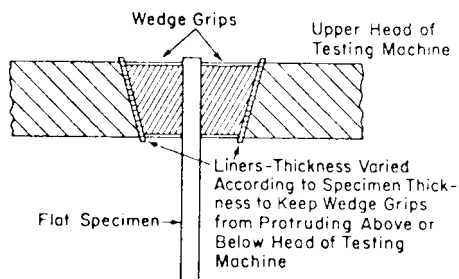 Wedge Grips
Upper Head of
Testing Machine
Liners-Thickness Varied
According to Specimen Thick-
ness to Keep Wedge Grips
from Protruding Above or
Below Head of Testing
Machine
Flat Specimen